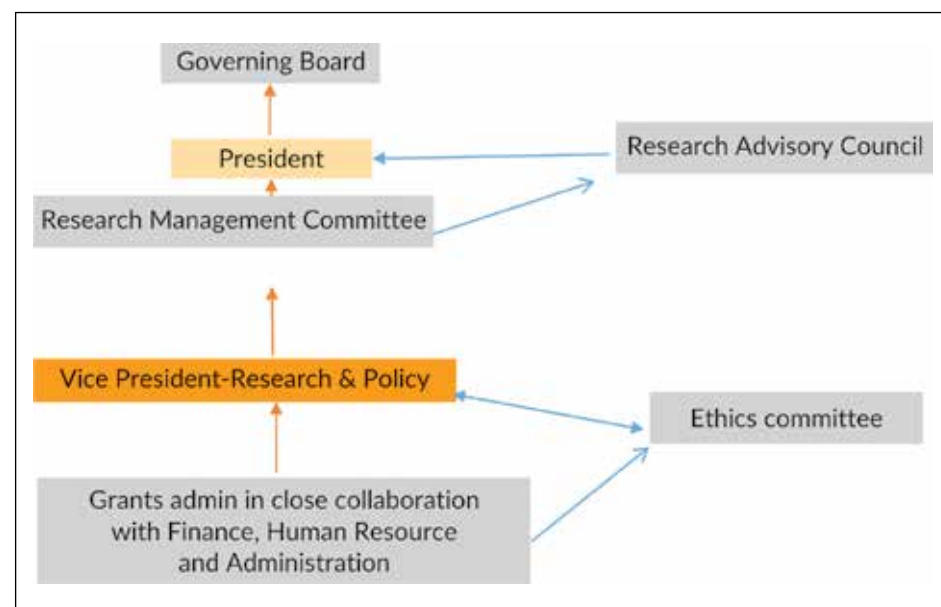 Governing Board
President
Research Advisory Council
Research Management Committee
Vice President-Research & Policy
Ethics committee
Grants admin in close collaboration
with Finance, Human Resource
and Administration